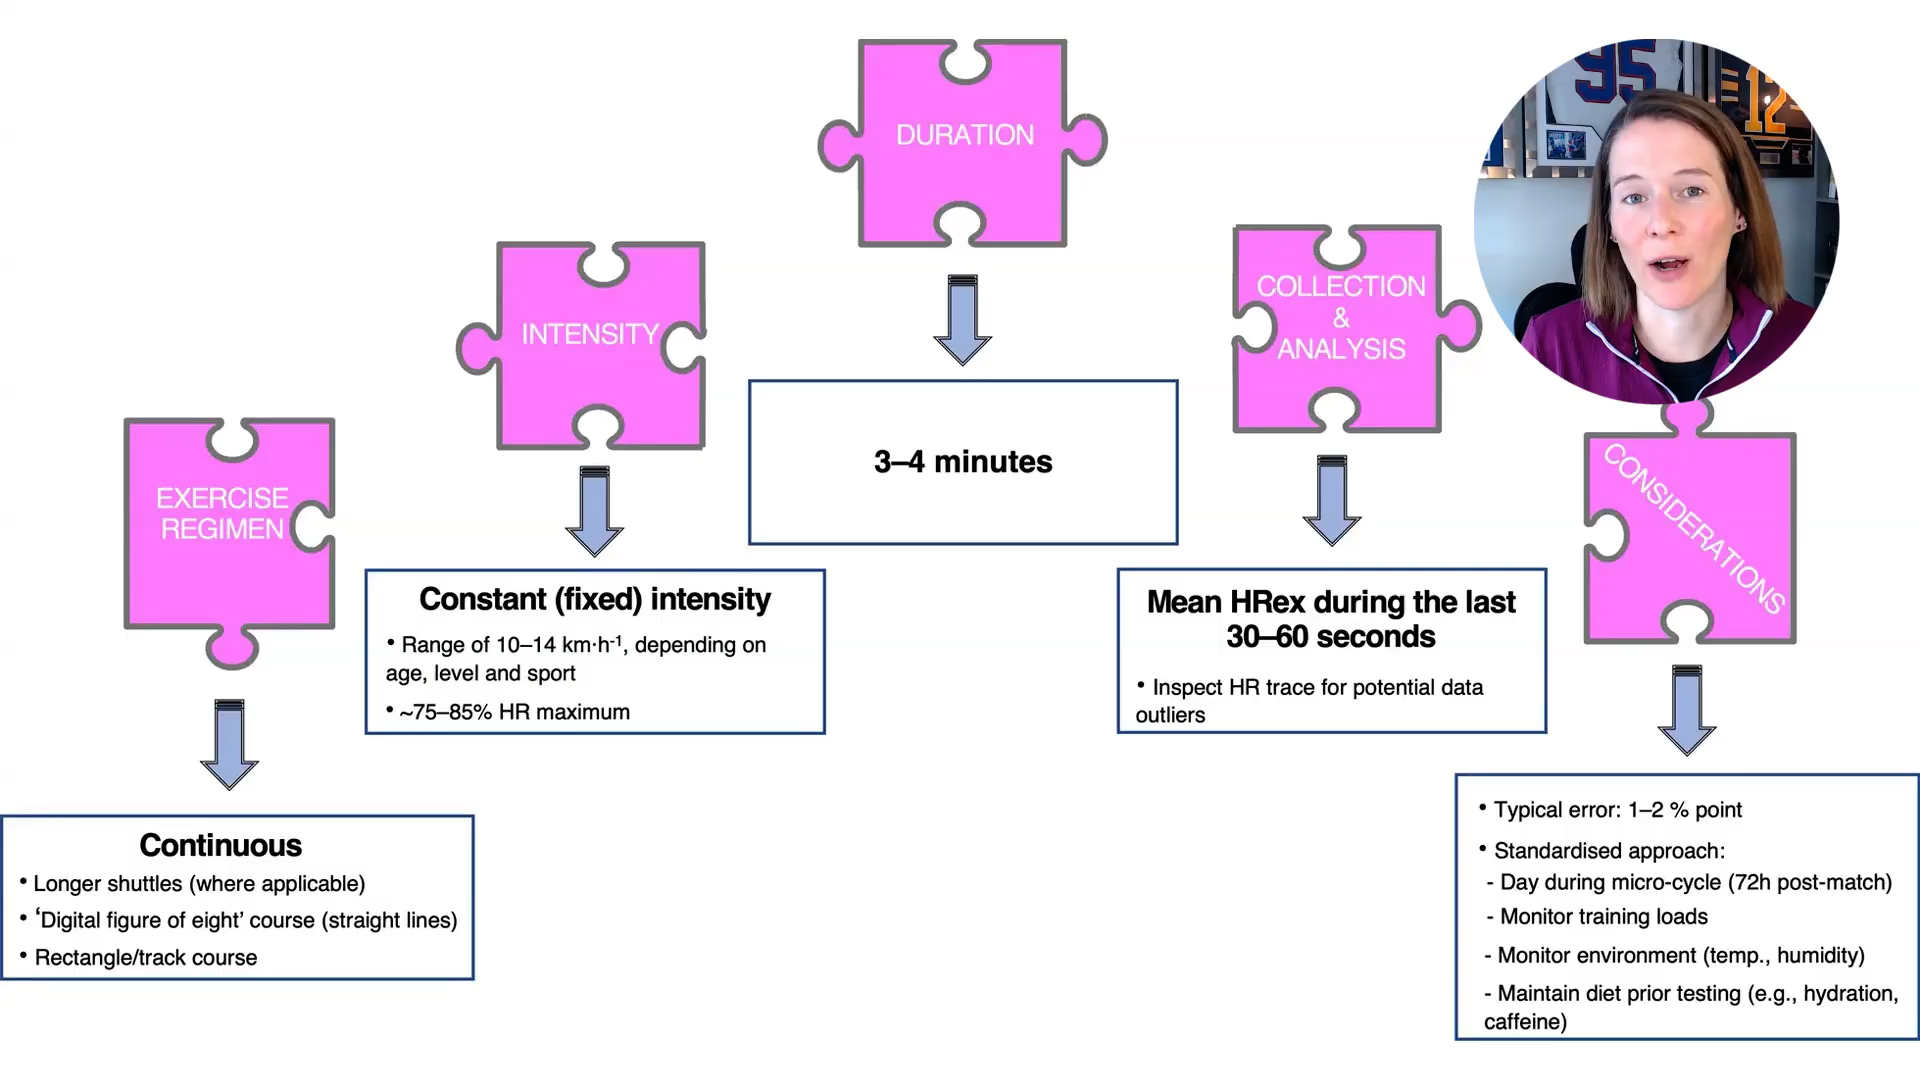 DURATION
3–4 minutes
INTENSITY
Constant (fixed) intensity
• Range of 10–14 km·h-1, depending on
age, level and sport
• ~75–85% HR maximum
EXERCISE
REGIMEN
Continuous
• Longer shuttles (where applicable)
• ‘Digital figure of eight’ course (straight lines)
• Rectangle/track course
COLLECTION
&
ANALYSIS
Mean HRex during the last
30–60 seconds
• Inspect HR trace for potential data
outliers
CONSIDERATIONS
• Typical error: 1–2 % point
• Standardised approach:
- Day during micro-cycle (72h post-match)
- Monitor training loads
- Monitor environment (temp., humidity)
- Maintain diet prior testing (e.g., hydration,
caffeine)
95
12